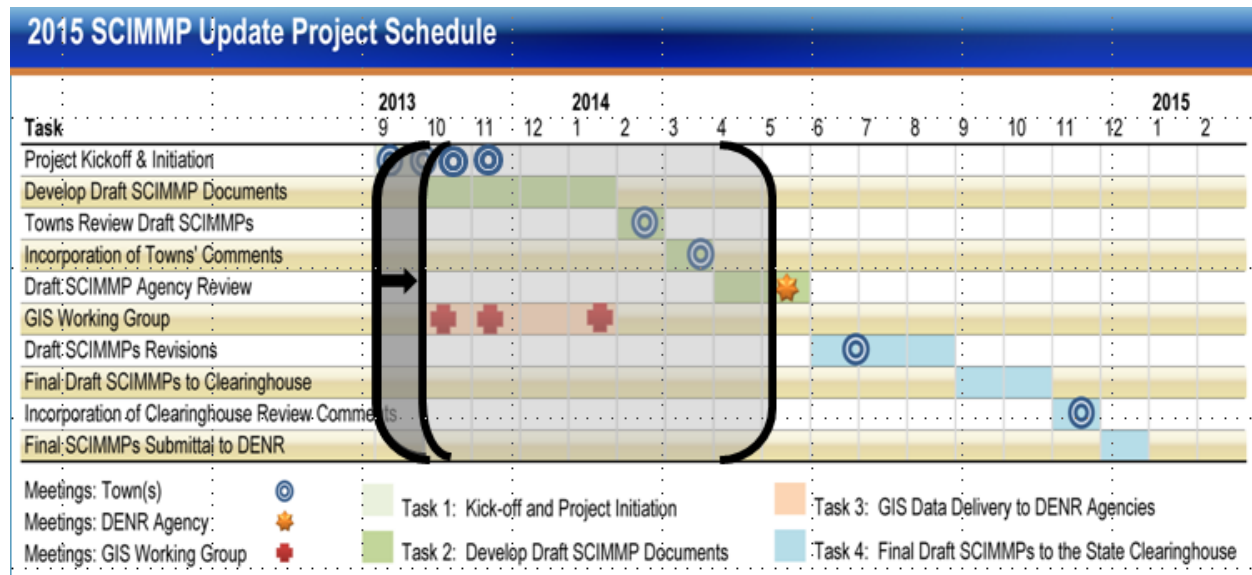 2015 SCIMMP Update Project Schedule
2013 2014 2015
Task 9 10 11 12 1 2 3 4 5 6 7 8 9 10 11 12 1 2
Project Kickoff & Initiation
Develop Draft SCIMMP Documents
Towns Review Draft SCIMMPs
Incorporation of Towns' Comments
Draft SCIMMP Agency Review
GIS Working Group
Draft SCIMMPs Revisions
Final Draft SCIMMPs to Clearinghouse
Incorporation of Clearinghouse Review Comments
Final SCIMMPs Submittal to DENR
Meetings: Town(s)
Meetings: DENR Agency
Meetings: GIS Working Group
Task 1: Kick-off and Project Initiation
Task 2: Develop Draft SCIMMP Documents
Task 3: GIS Data Delivery to DENR Agencies
Task 4: Final Draft SCIMMPs to the State Clearinghouse